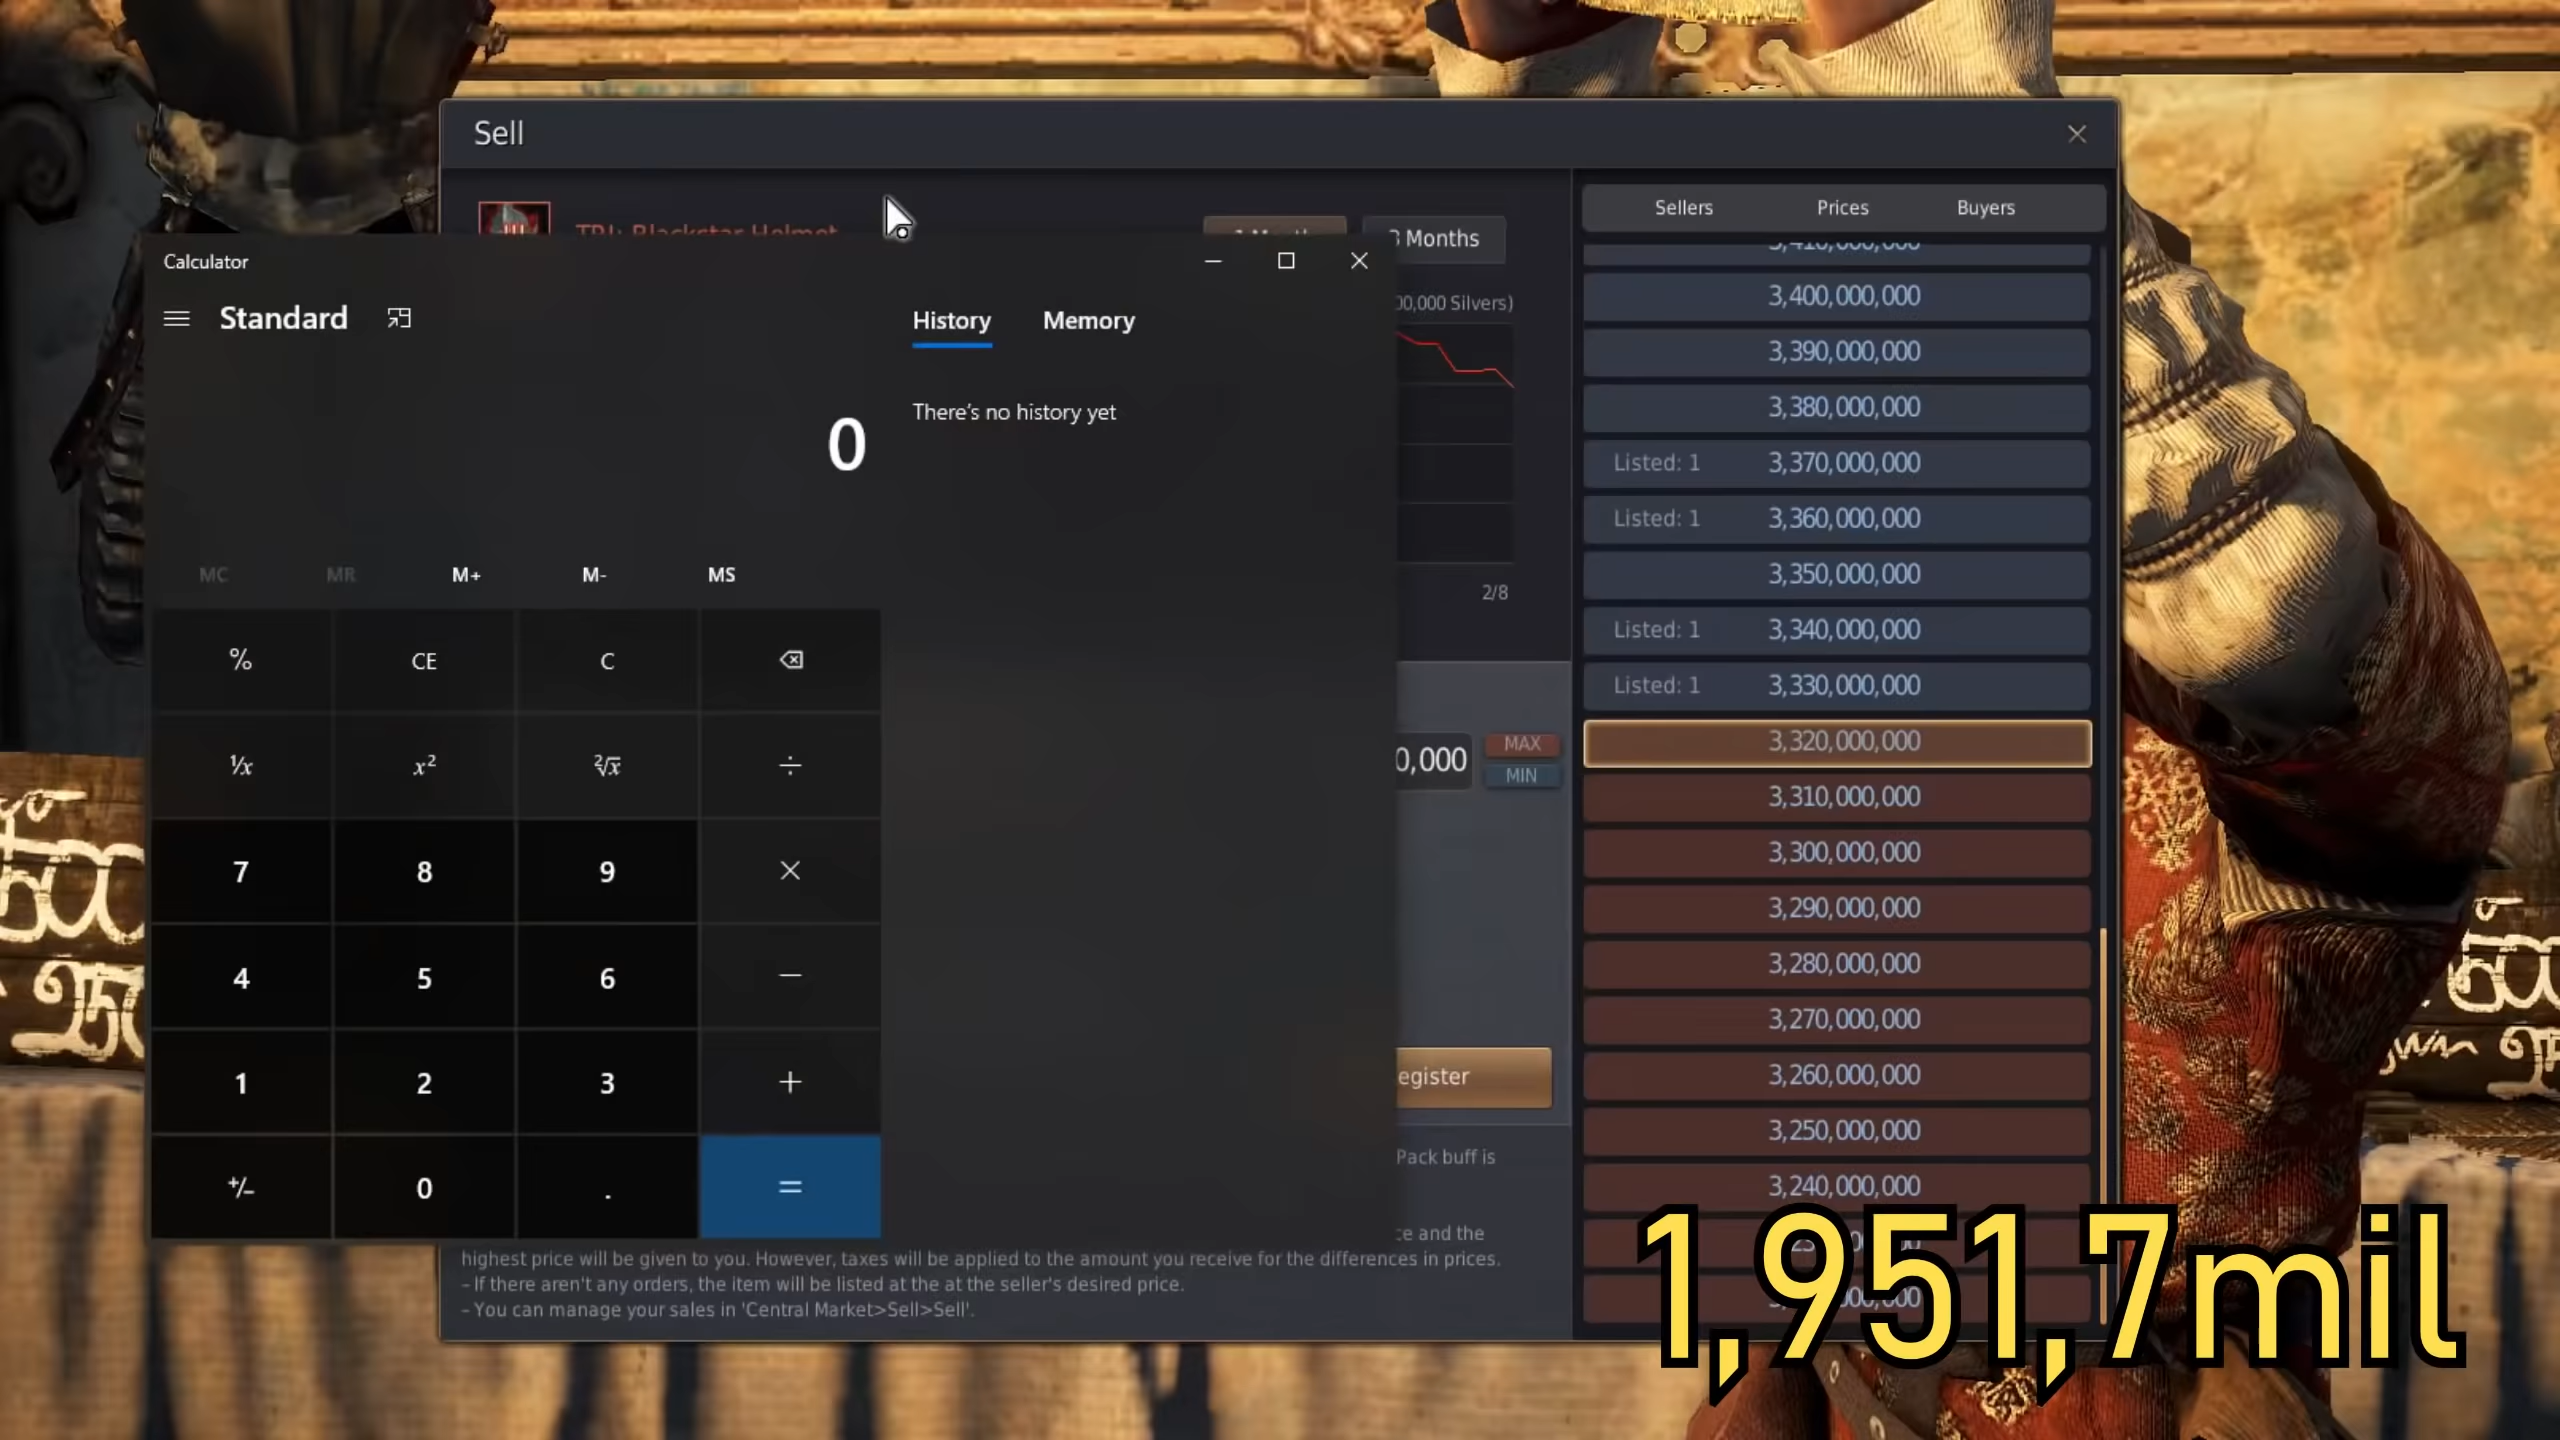 Sell
TRI: Blackstar Helmet
3 Months
00,000 Silvers)
2/8
0,000
MAX
MIN
egister
Pack buff is
ce and the
highest price will be given to you. However, taxes will be applied to the amount you receive for the differences in prices.
– If there aren't any orders, the item will be listed at the at the seller's desired price.
– You can manage your sales in 'Central Market>Sell>Sell'.
Calculator
Standard
0
History Memory
There's no history yet
MC MR M+ M- MS
% CE C
¹/x x² ²√x ÷
7 8 9 ×
4 5 6 −
1 2 3 +
+/− 0 . =
Sellers Prices Buyers
3,410,000,000
3,400,000,000
3,390,000,000
3,380,000,000
Listed: 1 3,370,000,000
Listed: 1 3,360,000,000
3,350,000,000
Listed: 1 3,340,000,000
Listed: 1 3,330,000,000
3,320,000,000
3,310,000,000
3,300,000,000
3,290,000,000
3,280,000,000
3,270,000,000
3,260,000,000
3,250,000,000
3,240,000,000
1,951,7mil